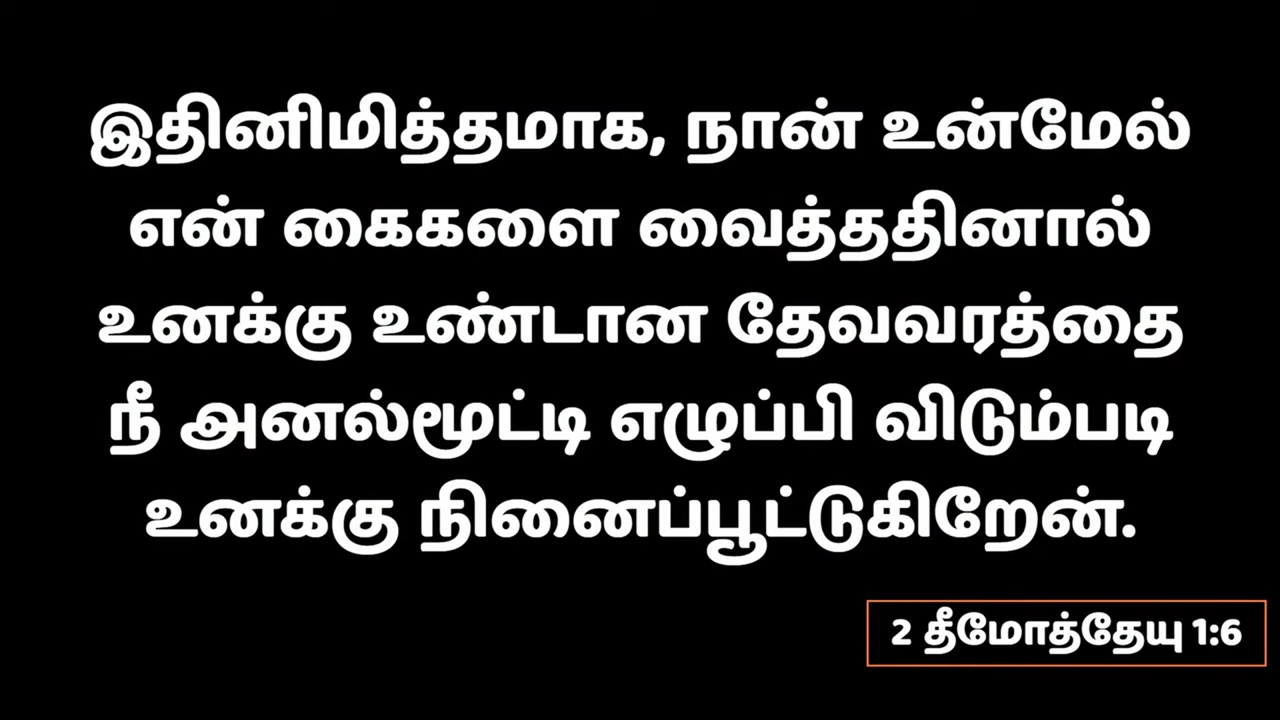 இதினிமித்தமாக, நான் உன்மேல்
என் கைகளை வைத்ததினால்
உனக்கு உண்டான தேவவரத்தை
நீ அனல்மூட்டி எழுப்பி விடும்படி
உனக்கு நினைப்பூட்டுகிறேன்.
2 தீமோத்தேயு 1:6